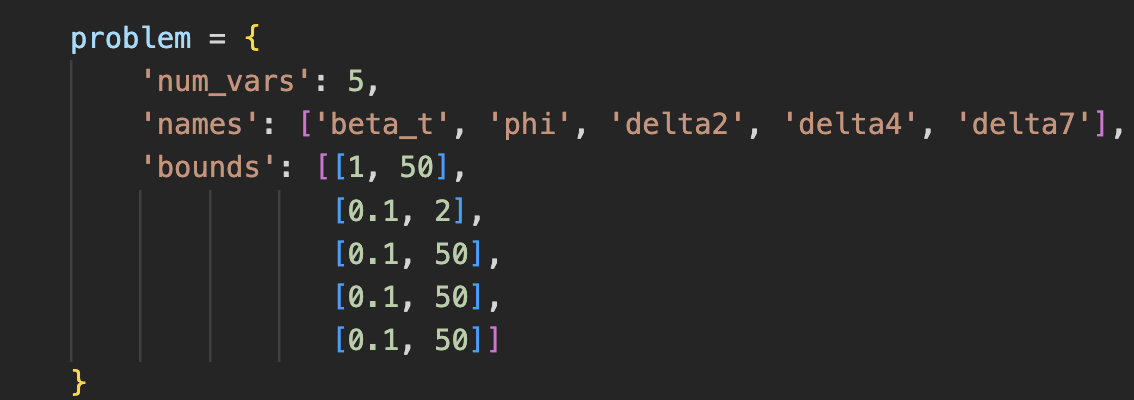 problem = {
    'num_vars': 5,
    'names': ['beta_t', 'phi', 'delta2', 'delta4', 'delta7'],
    'bounds': [[1, 50],
               [0.1, 2],
               [0.1, 50],
               [0.1, 50],
               [0.1, 50]]
}